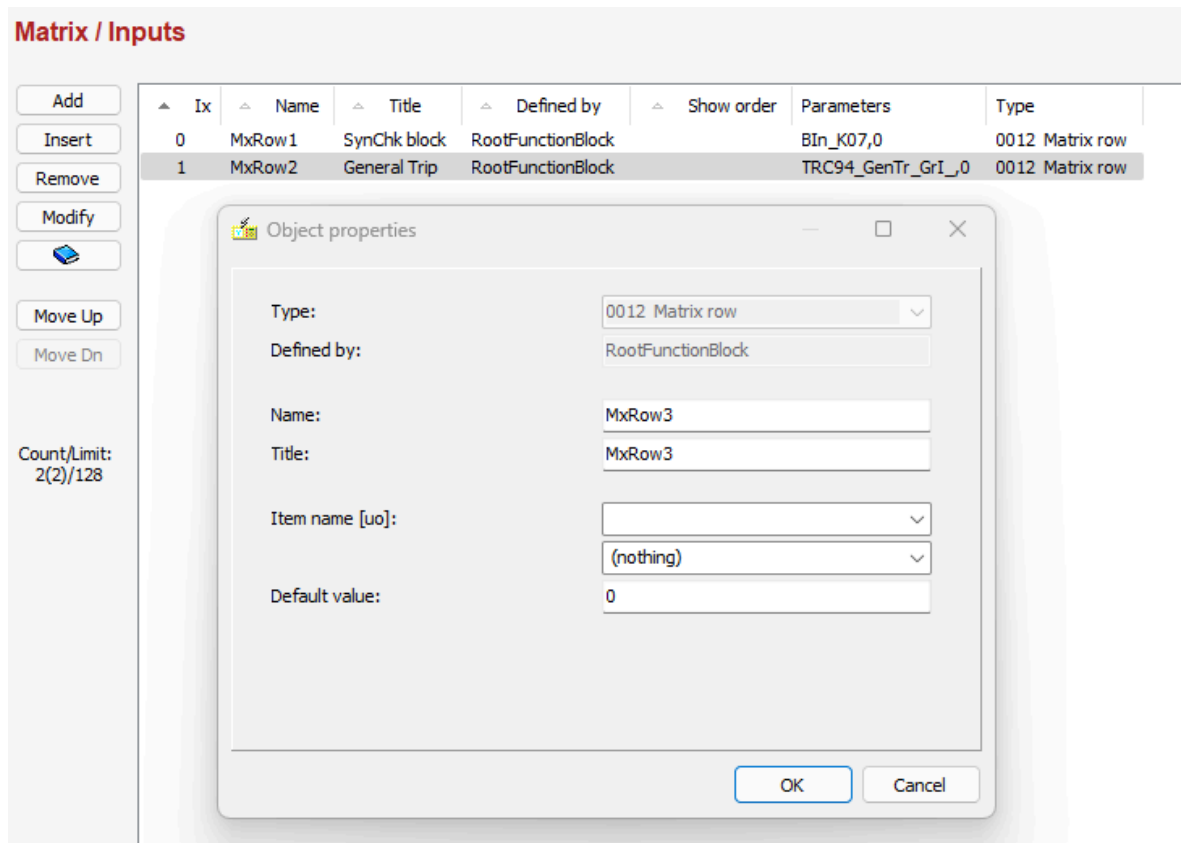 Matrix / Inputs
Add
Insert
Remove
Modify
Move Up
Move Dn
Count/Limit:
2(2)/128
Ix Name Title Defined by Show order Parameters Type
0 MxRow1 SynChk block RootFunctionBlock BIn_K07,0 0012 Matrix row
1 MxRow2 General Trip RootFunctionBlock TRC94_GenTr_GrI_,0 0012 Matrix row
Object properties
Type: 0012 Matrix row
Defined by: RootFunctionBlock
Name: MxRow3
Title: MxRow3
Item name [uo]:
(nothing)
Default value: 0
OK Cancel